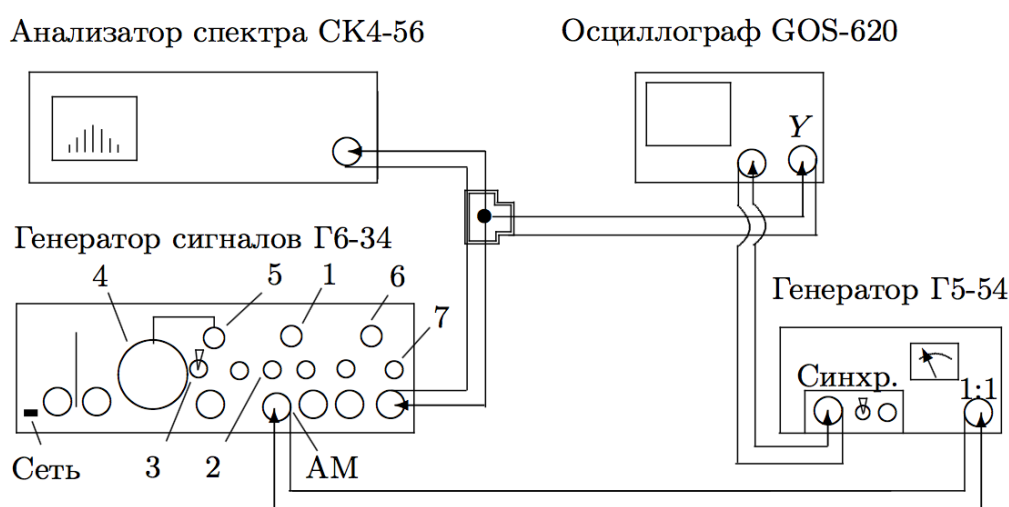 Анализатор спектра СК4-56
Осциллограф GOS-620
Y
Генератор сигналов Г6-34
4
5
1
6
7
Генератор Г5-54
Синхр.
1:1
Сеть
3
2
АМ